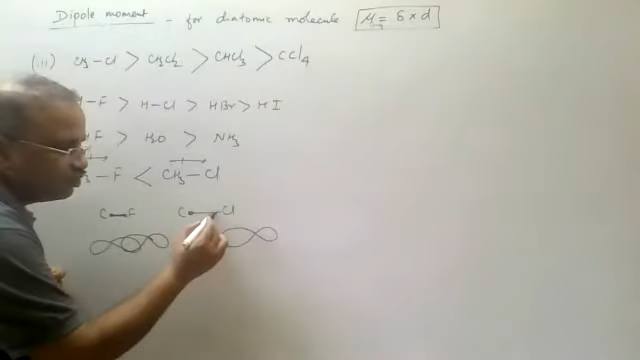 Dipole moment - for diatomic molecule μ = δ × d
(iii) CH₃-Cl > CH₂Cl₂ > CHCl₃ > CCl₄
H-F > H-Cl > HBr > HI
HF > H₂O > NH₃
-F < CH₃-Cl
C-F C-Cl